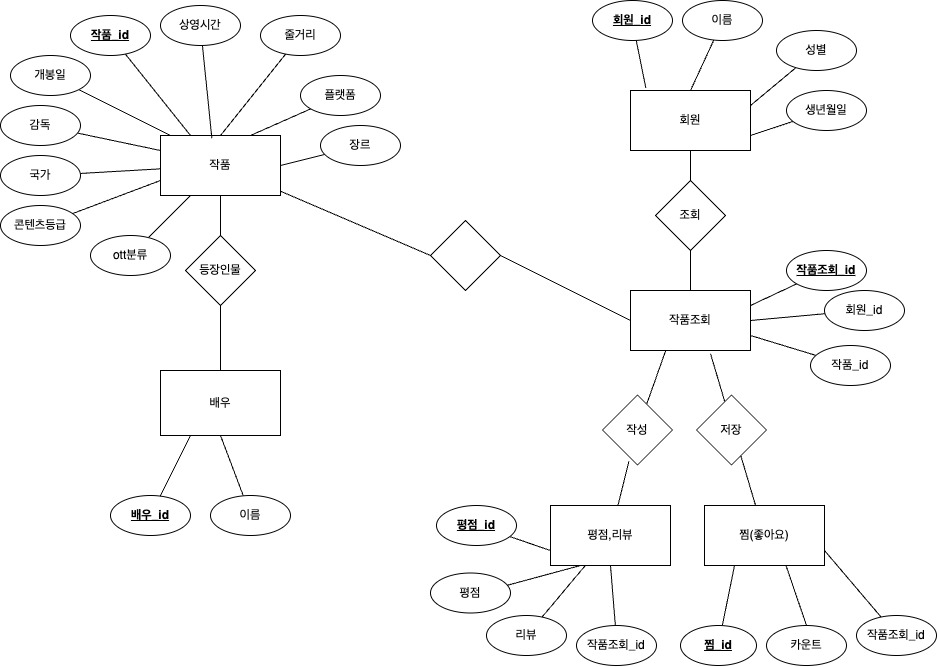 작품_id
상영시간
줄거리
개봉일
플랫폼
감독
장르
작품
국가
콘텐츠등급
ott분류
등장인물
배우
배우_id
이름
회원_id
이름
성별
회원
생년월일
조회
작품조회_id
작품조회
회원_id
작품_id
작성
저장
평점_id
평점,리뷰
찜(좋아요)
평점
리뷰
작품조회_id
찜_id
카운트
작품조회_id